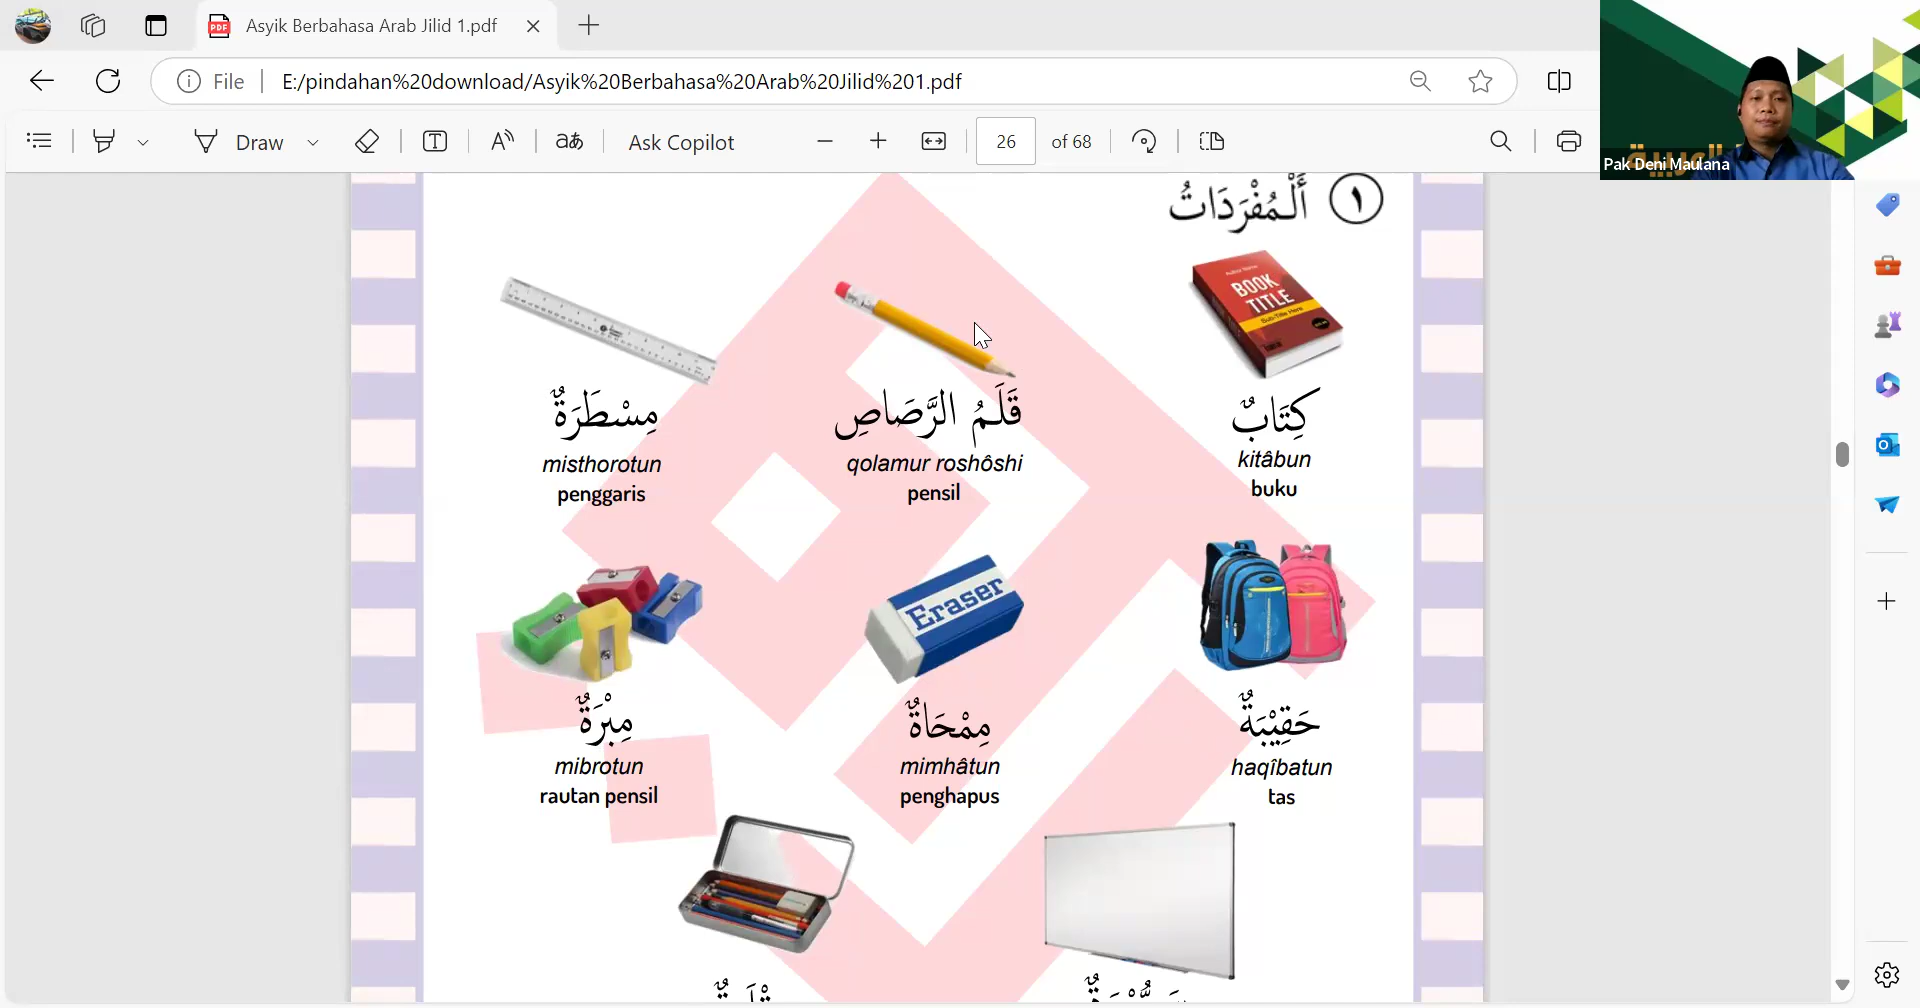 Asyik Berbahasa Arab Jilid 1.pdf
File
E:/pindahan%20download/Asyik%20Berbahasa%20Arab%20Jilid%201.pdf
Draw
Ask Copilot
26 of 68
Pak Deni Maulana
١ أَلْمُفْرَدَاتُ
BOOK TITLE
كِتَابٌ
kitâbun
buku
قَلَمُ الرَّصَاصِ
qolamur roshôshi
pensil
مِسْطَرَةٌ
misthorotun
penggaris
Eraser
حَقِيْبَةٌ
haqîbatun
tas
مِمْحَاةٌ
mimhâtun
penghapus
مِبْرَةٌ
mibrotun
rautan pensil